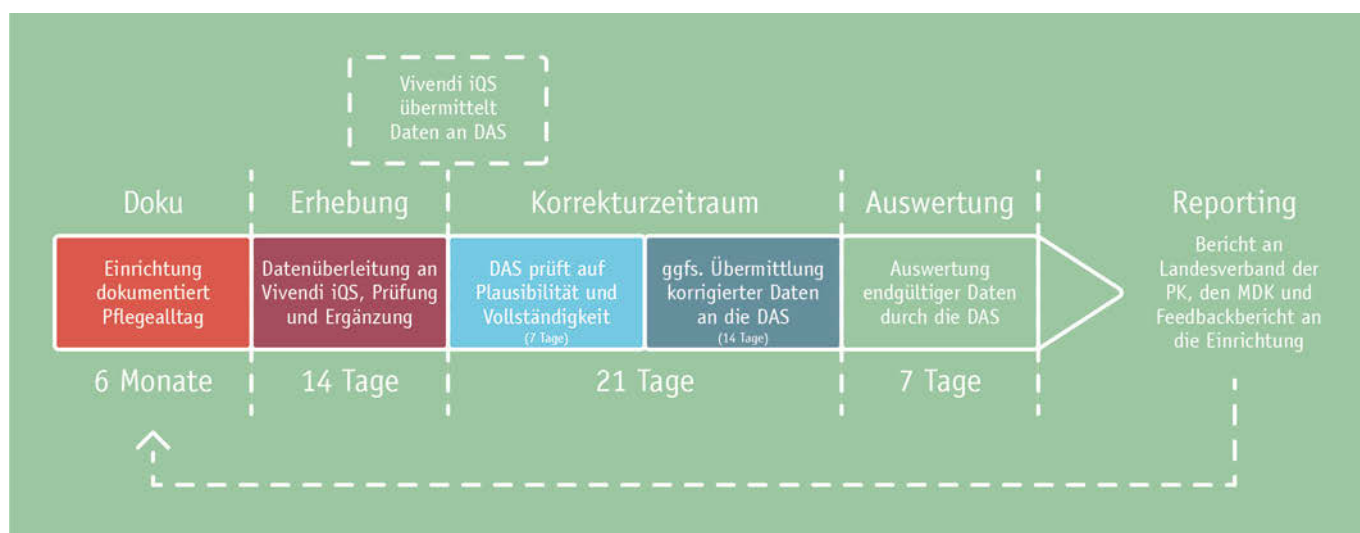 Vivendi iQS
übermittelt
Daten an DAS
Doku
Erhebung
Korrekturzeitraum
Auswertung
Reporting
Einrichtung
dokumentiert
Pflegealltag
Datenüberleitung an
Vivendi iQS, Prüfung
und Ergänzung
DAS prüft auf
Plausibilität und
Vollständigkeit
(7 Tage)
ggfs. Übermittlung
korrigierter Daten
an die DAS
(14 Tage)
Auswertung
endgültiger Daten
durch die DAS
Bericht an
Landesverband der
PK, den MDK und
Feedbackbericht an
die Einrichtung
6 Monate
14 Tage
21 Tage
7 Tage